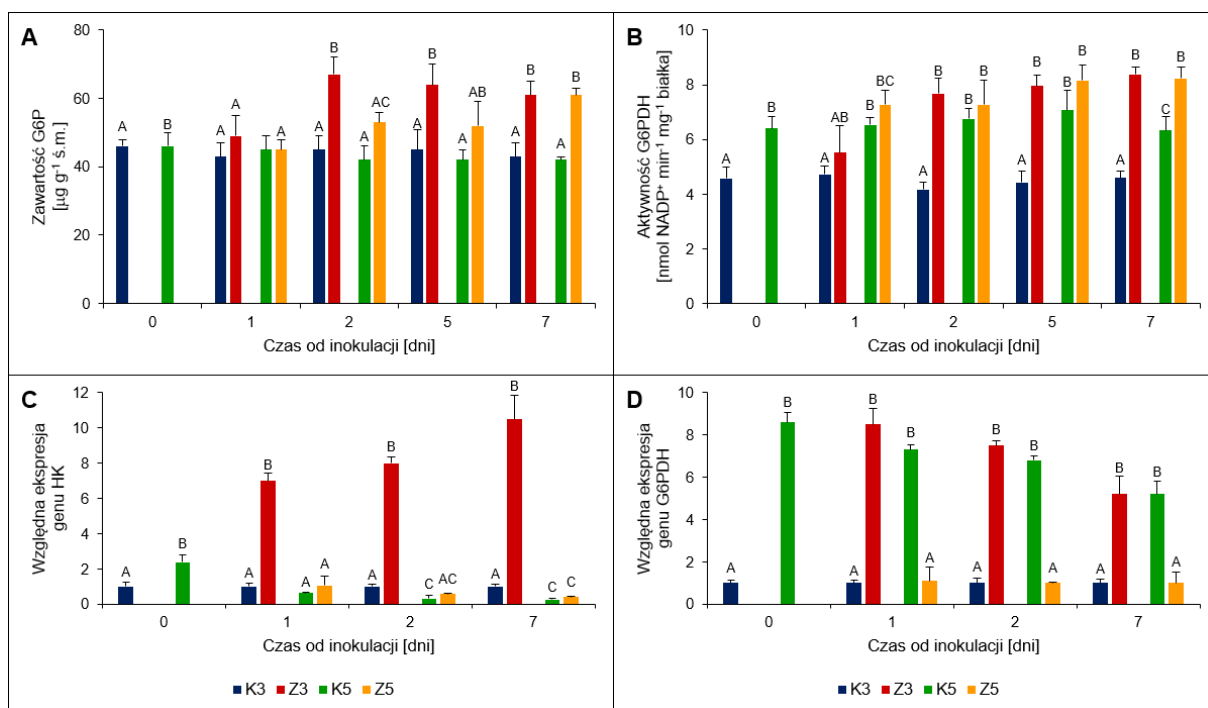 A
Zawartość G6P
[µg g⁻¹ ś.m.]
80
60
40
20
0
A B
A A A
A B A AC
A B A AB
A B A B
0 1 2 5 7
Czas od inokulacji [dni]
B
Aktywność G6PDH
[nmol NADP⁺ min⁻¹ mg⁻¹ białka]
10
8
6
4
2
0
A B
A AB B BC
A B B B
A B B B
A B C B
0 1 2 5 7
Czas od inokulacji [dni]
C
Względna ekspresja
genu HK
12
10
8
6
4
2
0
A B
A B A A
A B C AC
A B C C
0 1 2 7
Czas od inokulacji [dni]
K3 Z3 K5 Z5
D
Względna ekspresja
genu G6PDH
10
8
6
4
2
0
A B
A B B A
A B B A
A B B A
0 1 2 7
Czas od inokulacji [dni]
K3 Z3 K5 Z5